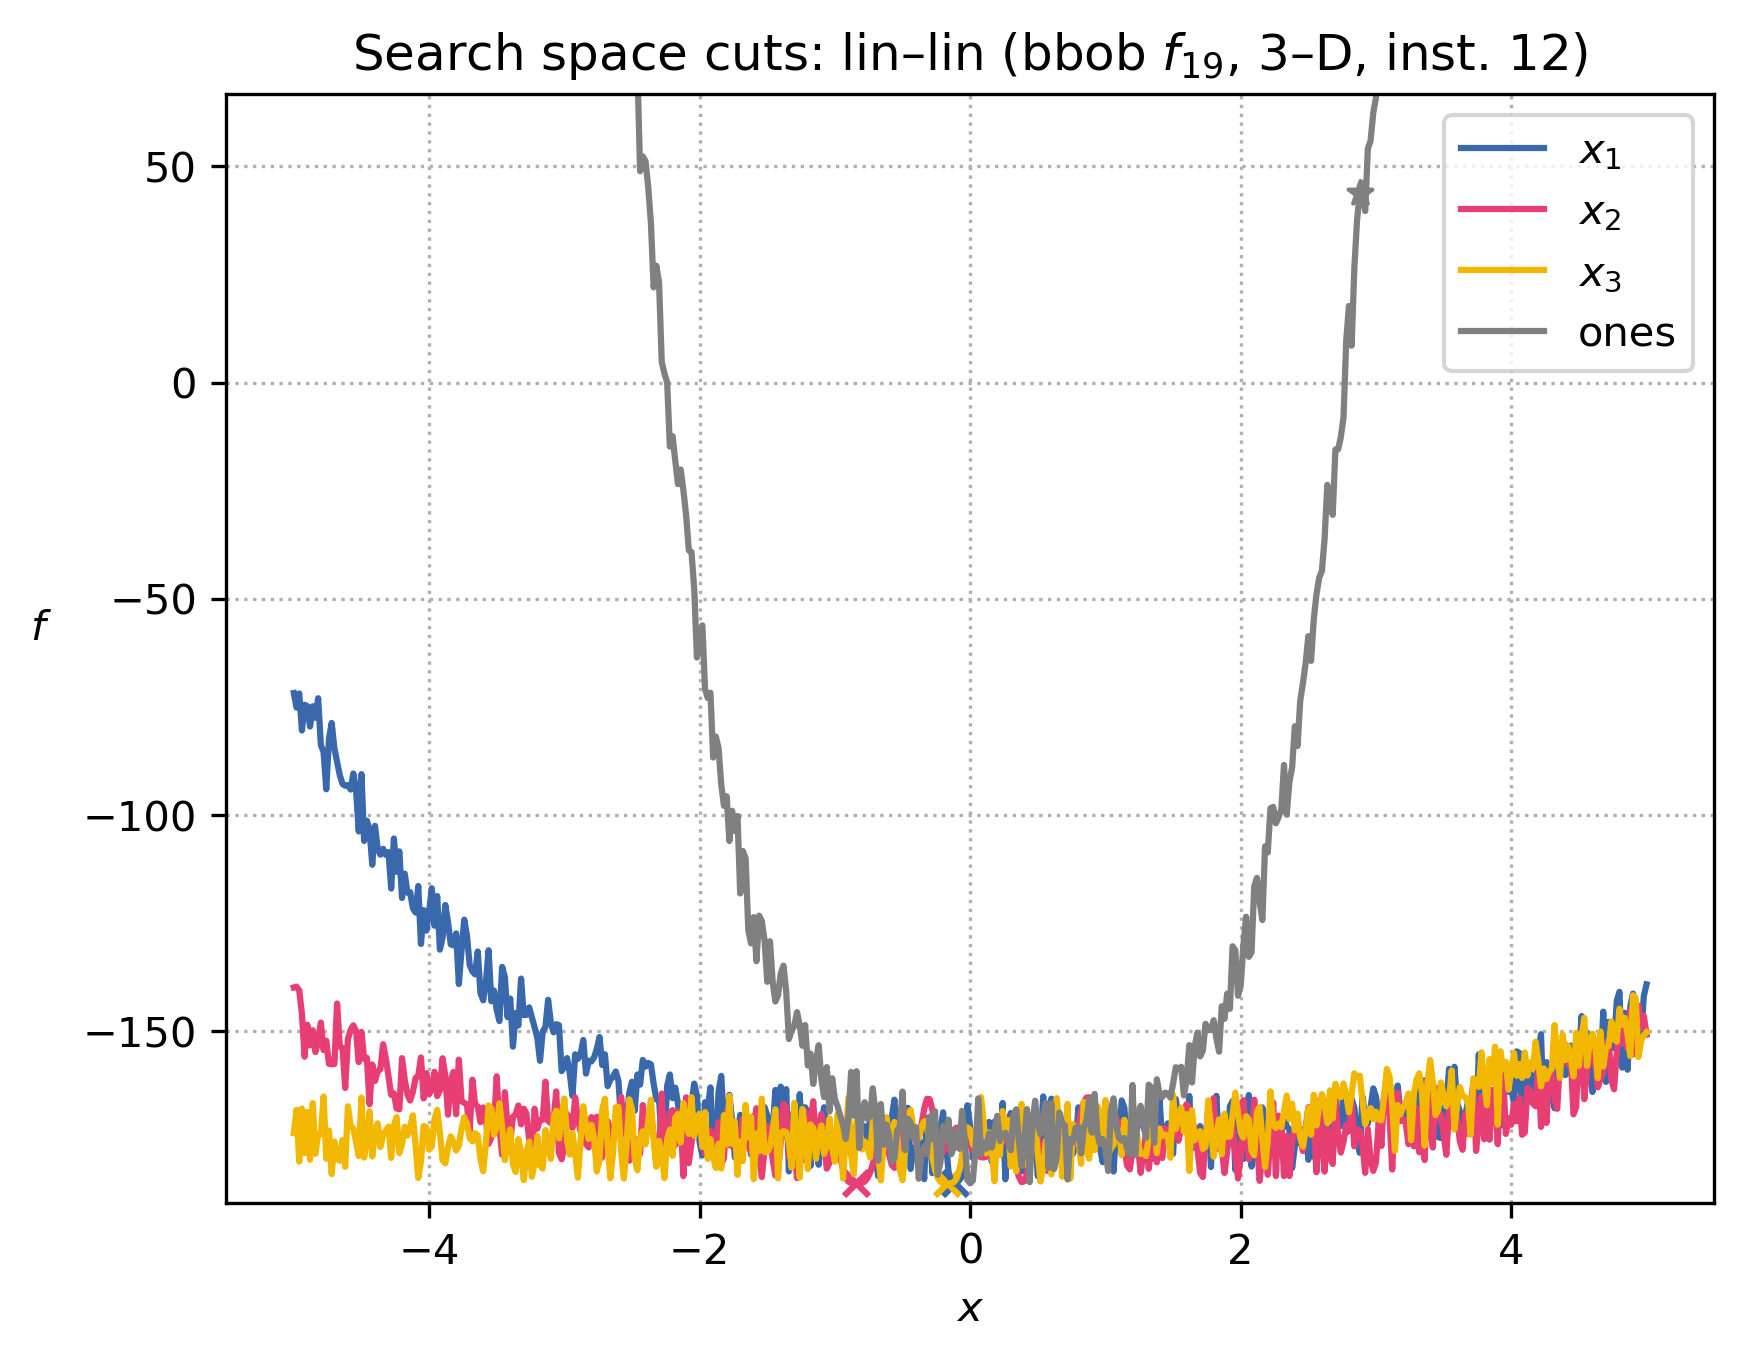 Search space cuts: lin–lin (bbob f19, 3–D, inst. 12)
x1
x2
x3
ones
50
0
−50
−100
−150
f
−4
−2
0
2
4
x